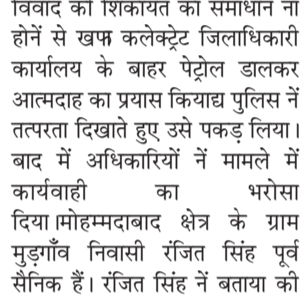 विवाद की शिकायत का समाधान ना
होनें से खफा कलेक्ट्रेट जिलाधिकारी
कार्यालय के बाहर पेट्रोल डालकर
आत्मदाह का प्रयास कियाद्य पुलिस नें
तत्परता दिखाते हुए उसे पकड़ लिया।
बाद में अधिकारियों नें मामले में
कार्यवाही का भरोसा
दिया।मोहम्मदाबाद क्षेत्र के ग्राम
मुड़गाँव निवासी रंजित सिंह पूर्व
सैनिक हैं। रंजित सिंह नें बताया की